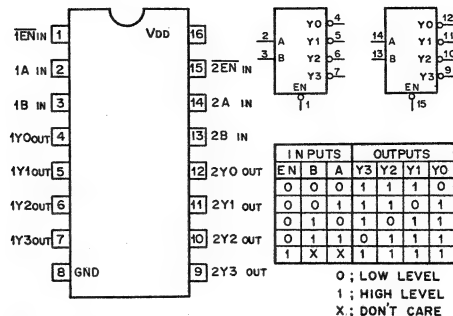 1EN IN 1
1A IN 2
1B IN 3
1Y0 OUT 4
1Y1 OUT 5
1Y2 OUT 6
1Y3 OUT 7
8 GND
VDD 16
15 2EN IN
14 2A IN
13 2B IN
12 2Y0 OUT
11 2Y1 OUT
10 2Y2 OUT
9 2Y3 OUT
2 A Y0 4
3 B Y1 5
Y2 6
Y3 7
EN
1
14 A Y0 12
13 B Y1 11
Y2 10
Y3 9
EN
15
INPUTS OUTPUTS
EN B A Y3 Y2 Y1 Y0
0 0 0 1 1 1 0
0 0 1 1 1 0 1
0 1 0 1 0 1 1
0 1 1 0 1 1 1
1 X X 1 1 1 1
0 ; LOW LEVEL
1 ; HIGH LEVEL
X ; DON'T CARE